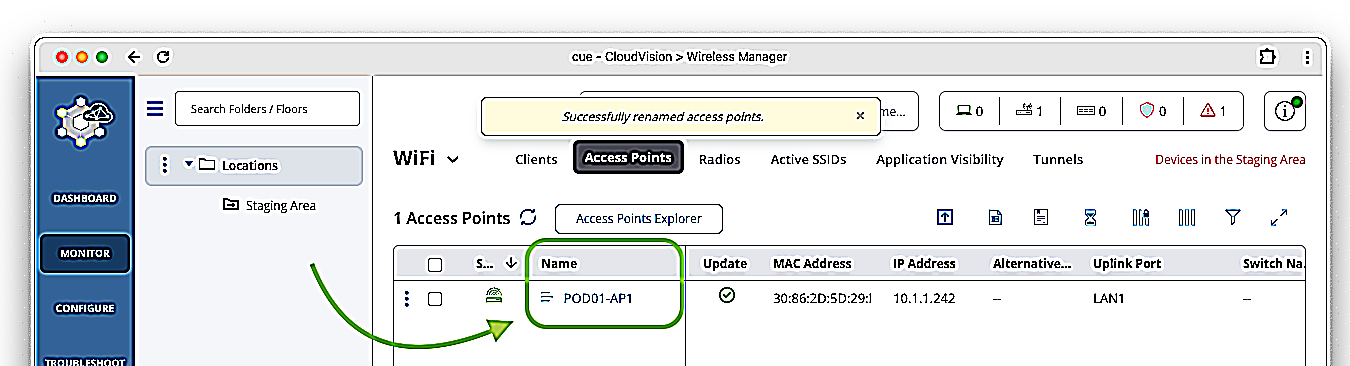 cue - CloudVision > Wireless Manager
Search Folders / Floors
Successfully renamed access points. ×
me...
0 1 0 0 1
Locations
WiFi
Clients Access Points Radios Active SSIDs Application Visibility Tunnels Devices in the Staging Area
DASHBOARD
Staging Area
1 Access Points Access Points Explorer
MONITOR
S... Name Update MAC Address IP Address Alternative... Uplink Port Switch Na.
POD01-AP1 30:86:2D:5D:29: 10.1.1.242 -- LAN1 --
CONFIGURE
TROUBLESHOOT